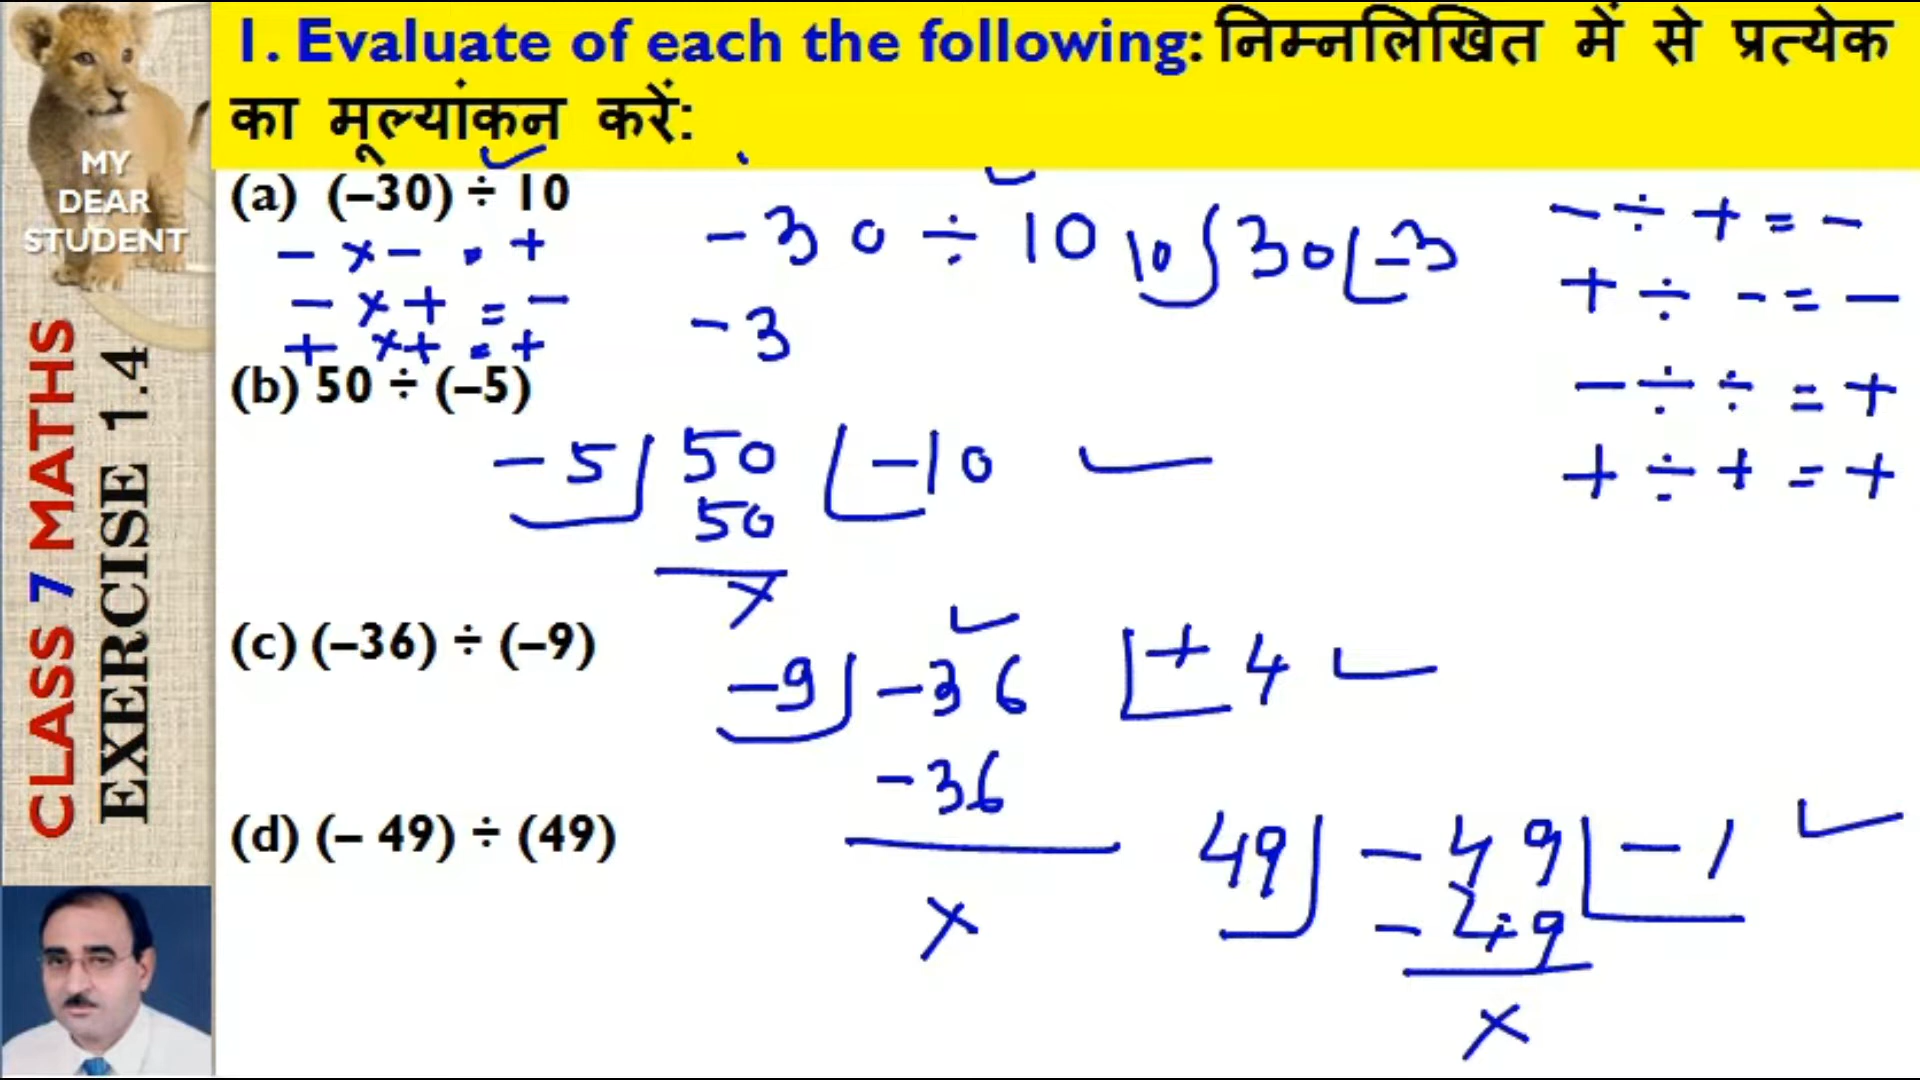 1. Evaluate of each the following: निम्नलिखित में से प्रत्येक
का मूल्यांकन करें:
MY
DEAR
STUDENT
CLASS 7 MATHS
EXERCISE 1.4
(a) (–30) ÷ 10
– × – = +
– × + = –
+ × + = +
-30 ÷ 10
-3
10 30 -3
– ÷ + = –
+ ÷ - = –
– ÷ ÷ = +
+ ÷ + = +
(b) 50 ÷ (–5)
-5 50 -10
50
x
(c) (–36) ÷ (–9)
-9 -36 +4
-36
x
(d) (– 49) ÷ (49)
49 -49 -1
-49
x